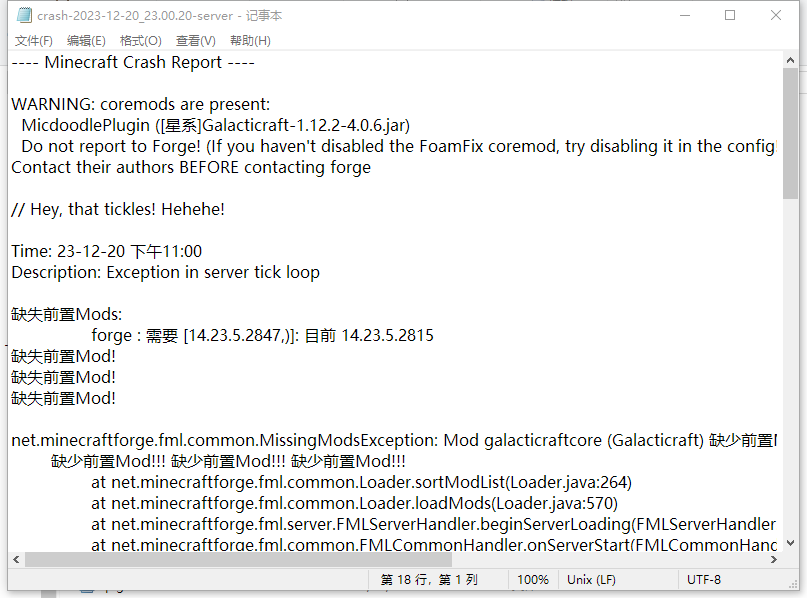 crash-2023-12-20_23.00.20-server - 记事本
文件(F) 编辑(E) 格式(O) 查看(V) 帮助(H)
---- Minecraft Crash Report ----
WARNING: coremods are present:
MicdoodlePlugin ([星系]Galacticraft-1.12.2-4.0.6.jar)
Do not report to Forge! (If you haven't disabled the FoamFix coremod, try disabling it in the config!
Contact their authors BEFORE contacting forge
// Hey, that tickles! Hehehe!
Time: 23-12-20 下午11:00
Description: Exception in server tick loop
缺失前置Mods:
forge : 需要 [14.23.5.2847,)]: 目前 14.23.5.2815
缺失前置Mod!
缺失前置Mod!
缺失前置Mod!
net.minecraftforge.fml.common.MissingModsException: Mod galacticraftcore (Galacticraft) 缺少前置
缺少前置Mod!!! 缺少前置Mod!!! 缺少前置Mod!!!
at net.minecraftforge.fml.common.Loader.sortModList(Loader.java:264)
at net.minecraftforge.fml.common.Loader.loadMods(Loader.java:570)
at net.minecraftforge.fml.server.FMLServerHandler.beginServerLoading(FMLServerHandler
at net.minecraftforge.fml.common.FMLCommonHandler.onServerStart(FMLCommonHand
第 18 行，第 1 列 100% Unix (LF) UTF-8